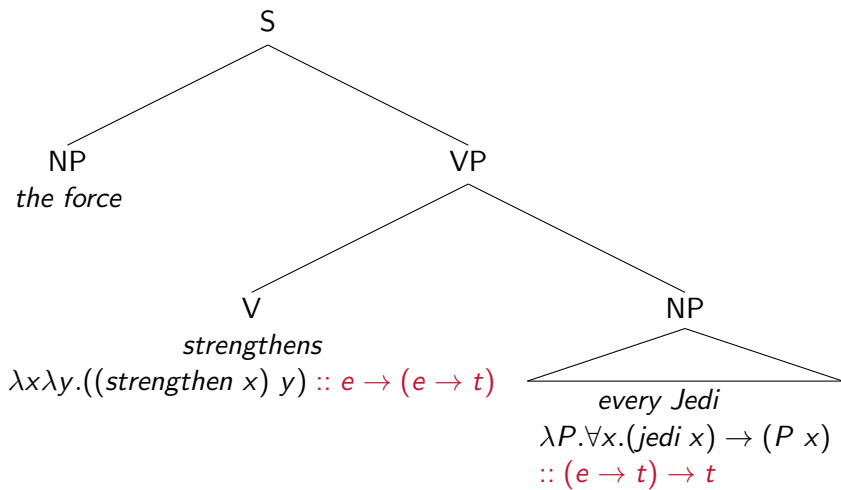 S
NP VP
the force
V NP
strengthens
λxλy.((strengthen x) y) :: e → (e → t)
every Jedi
λP.∀x.(jedi x) → (P x)
:: (e → t) → t